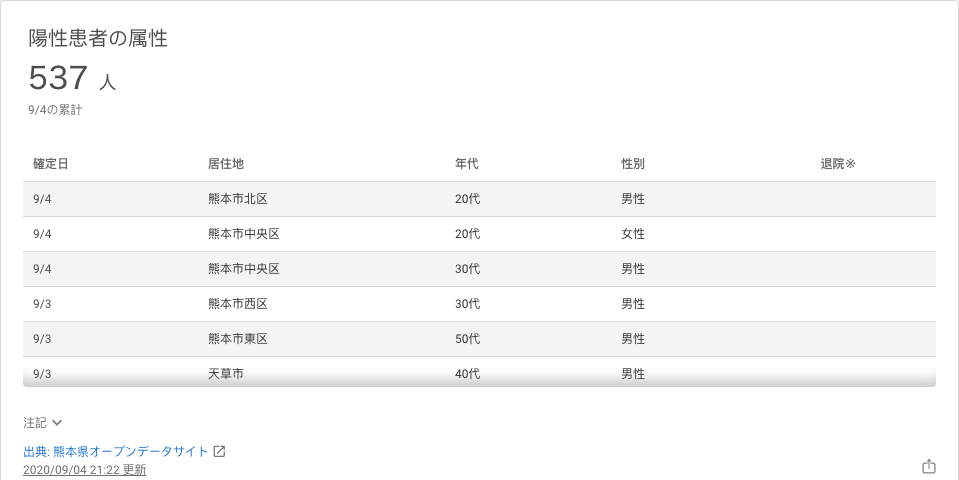 陽性患者の属性
537 人
9/4の累計
確定日 居住地 年代 性別 退院※
9/4 熊本市北区 20代 男性
9/4 熊本市中央区 20代 女性
9/4 熊本市中央区 30代 男性
9/3 熊本市西区 30代 男性
9/3 熊本市東区 50代 男性
9/3 天草市 40代 男性
注記
出典: 熊本県オープンデータサイト
2020/09/04 21:22 更新